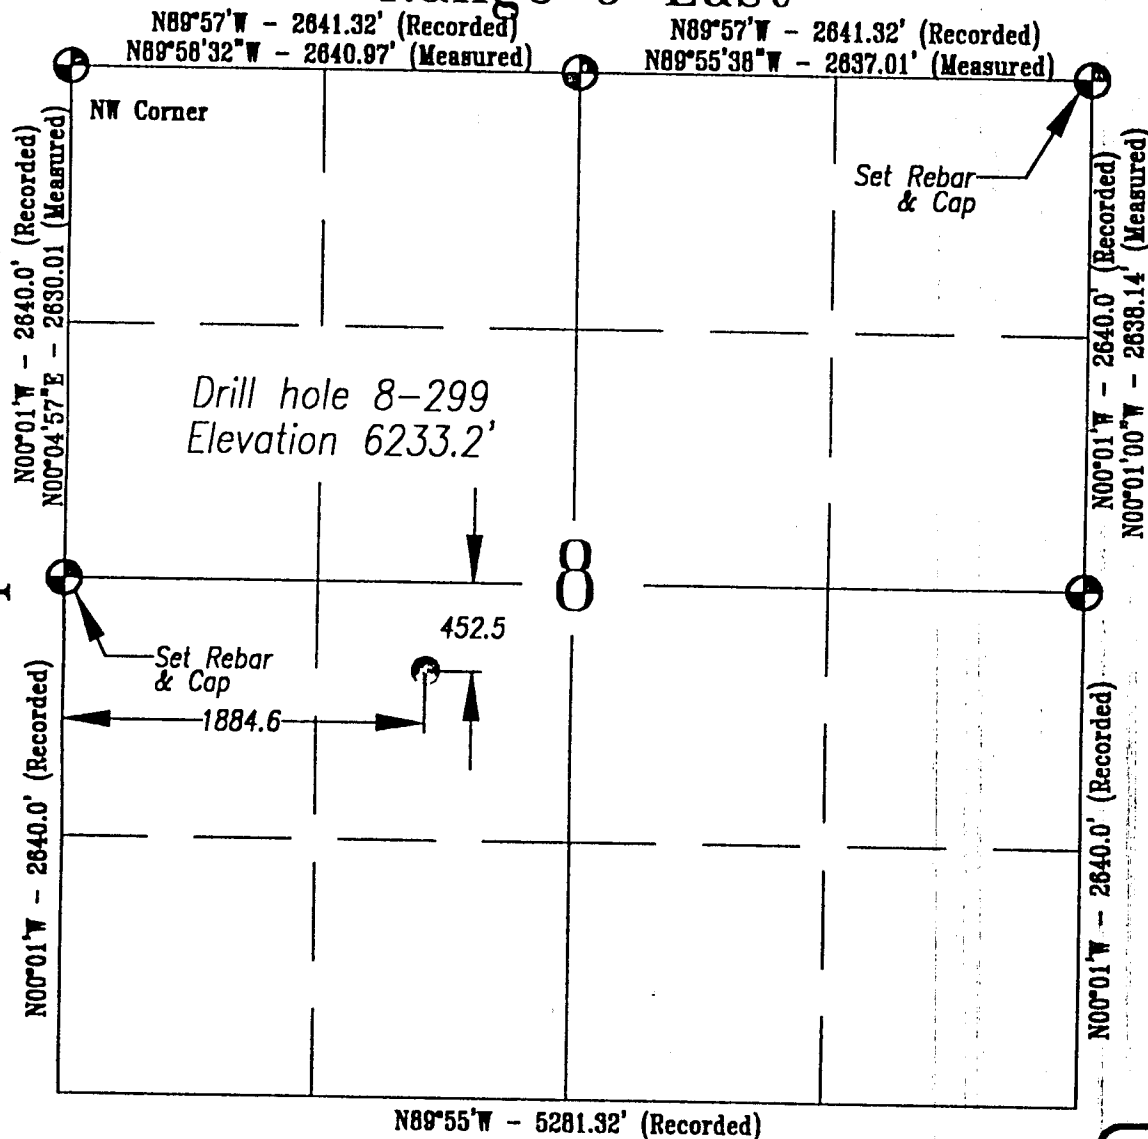 N89°57'W - 2641.32' (Recorded)
N89°58'32"W - 2640.97' (Measured)
N89°57'W - 2641.32' (Recorded)
N89°55'38"W - 2637.01' (Measured)
NW Corner
Set Rebar
& Cap
N00°01'W - 2640.0' (Recorded)
N00°04'57"E - 2630.01 (Measured)
N00°01'W - 2640.0' (Recorded)
N00°01'00"W - 2638.14' (Measured)
Drill hole 8-299
Elevation 6233.2'
8
452.5
Set Rebar
& Cap
1884.6
N00°01'W - 2640.0' (Recorded)
N00°01'W - 2640.0' (Recorded)
N89°55'W - 5281.32' (Recorded)